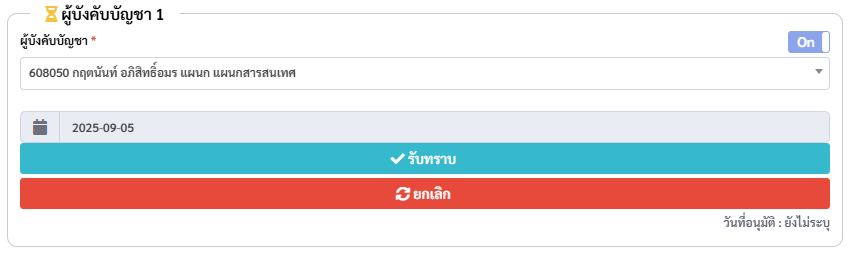 ผู้บังคับบัญชา 1
ผู้บังคับบัญชา *
On
608050 กฤตนันท์ อภิสิทธิ์อมร แผนก แผนกสารสนเทศ
2025-09-05
รับทราบ
ยกเลิก
วันที่อนุมัติ : ยังไม่ระบุ